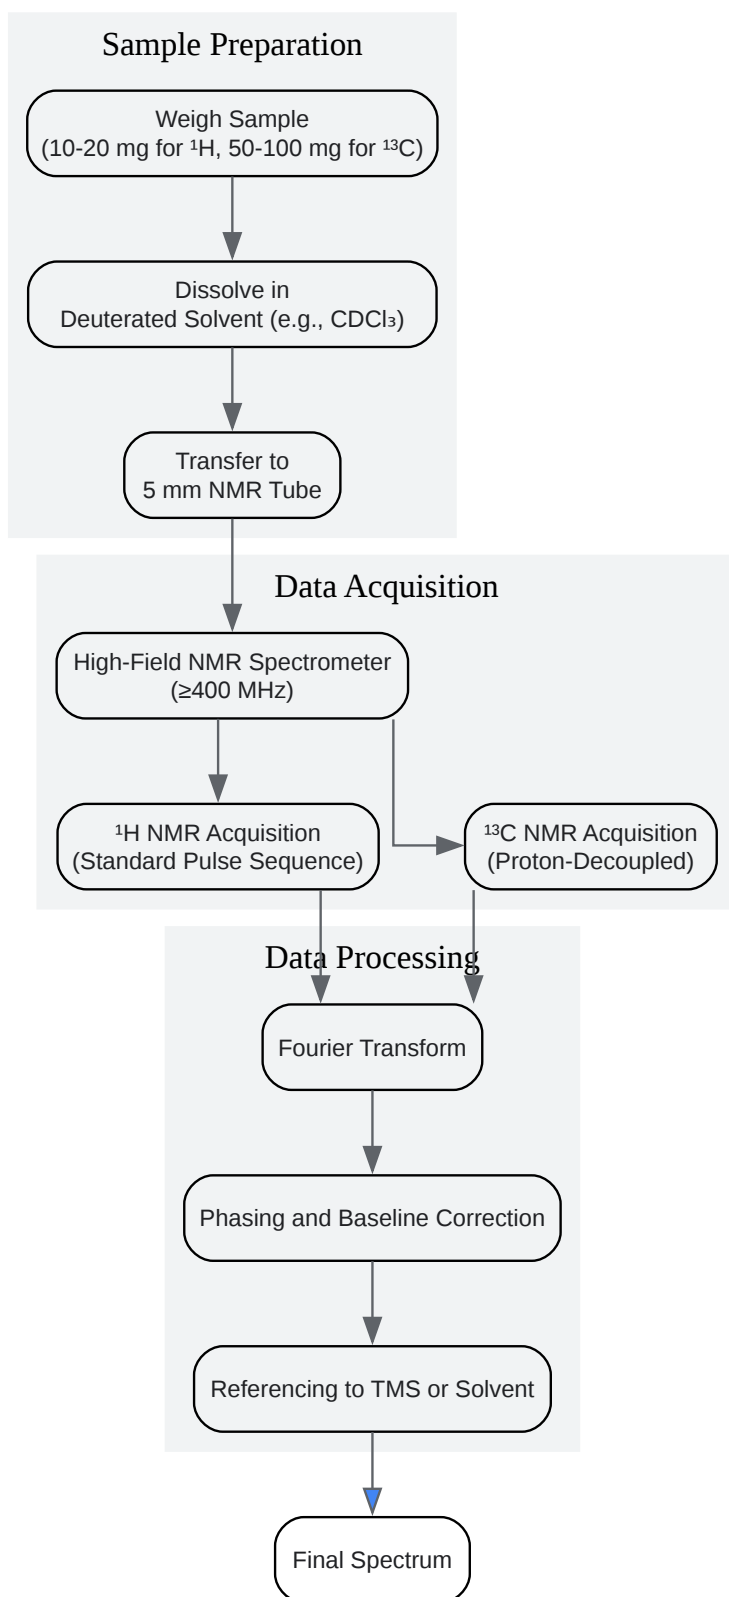 Sample Preparation
Weigh Sample
(10-20 mg for ¹H, 50-100 mg for ¹³C)
Dissolve in
Deuterated Solvent (e.g., CDCl₃)
Transfer to
5 mm NMR Tube
Data Acquisition
High-Field NMR Spectrometer
(≥400 MHz)
¹H NMR Acquisition
(Standard Pulse Sequence)
¹³C NMR Acquisition
(Proton-Decoupled)
Data Processing
Fourier Transform
Phasing and Baseline Correction
Referencing to TMS or Solvent
Final Spectrum